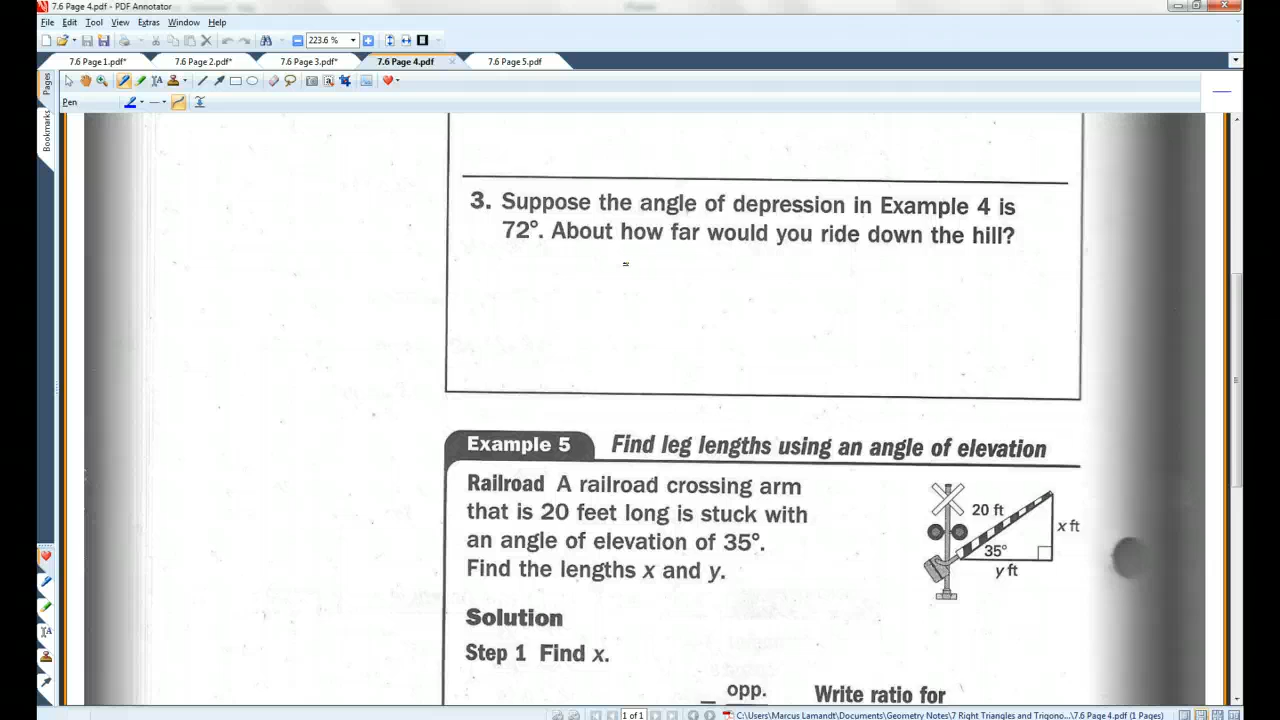 7.6 Page 4.pdf - PDF Annotator
File Edit Tool View Extras Window Help
223.6 %
7.6 Page 1.pdf* 7.6 Page 2.pdf* 7.6 Page 3.pdf* 7.6 Page 4.pdf 7.6 Page 5.pdf
Pages
Bookmarks
Pen
3. Suppose the angle of depression in Example 4 is
72°. About how far would you ride down the hill?
Example 5 Find leg lengths using an angle of elevation
Railroad A railroad crossing arm
that is 20 feet long is stuck with
an angle of elevation of 35°.
Find the lengths x and y.
20 ft
x ft
35°
y ft
Solution
Step 1 Find x.
opp.
Write ratio for
1 of 1
C:\Users\Marcus Lamandt\Documents\Geometry Notes\7 Right Triangles and Trigono...\7.6 Page 4.pdf (1 Pages)